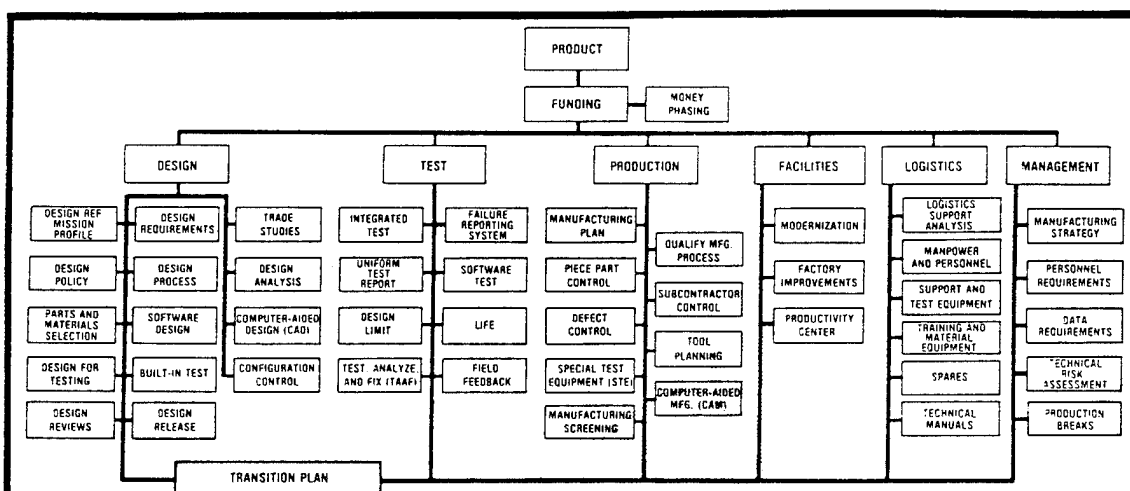 PRODUCT
FUNDING
MONEY
PHASING
DESIGN
TEST
PRODUCTION
FACILITIES
LOGISTICS
MANAGEMENT
DESIGN REF
MISSION
PROFILE
DESIGN
POLICY
PARTS AND
MATERIALS
SELECTION
DESIGN FOR
TESTING
DESIGN
REVIEWS
DESIGN
REQUIREMENTS
DESIGN
PROCESS
SOFTWARE
DESIGN
BUILT-IN TEST
DESIGN
RELEASE
TRADE
STUDIES
DESIGN
ANALYSIS
COMPUTER-AIDED
DESIGN (CAD)
CONFIGURATION
CONTROL
INTEGRATED
TEST
UNIFORM
TEST
REPORT
DESIGN
LIMIT
TEST, ANALYZE,
AND FIX (TAAF)
FAILURE
REPORTING
SYSTEM
SOFTWARE
TEST
LIFE
FIELD
FEEDBACK
MANUFACTURING
PLAN
PIECE PART
CONTROL
DEFECT
CONTROL
SPECIAL TEST
EQUIPMENT (STE)
MANUFACTURING
SCREENING
QUALIFY MFG.
PROCESS
SUBCONTRACTOR
CONTROL
TOOL
PLANNING
COMPUTER-AIDED
MFG. (CAM)
MODERNIZATION
FACTORY
IMPROVEMENTS
PRODUCTIVITY
CENTER
LOGISTICS
SUPPORT
ANALYSIS
MANPOWER
AND PERSONNEL
SUPPORT AND
TEST EQUIPMENT
TRAINING AND
MATERIAL
EQUIPMENT
SPARES
TECHNICAL
MANUALS
MANUFACTURING
STRATEGY
PERSONNEL
REQUIREMENTS
DATA
REQUIREMENTS
TECHNICAL
RISK
ASSESSMENT
PRODUCTION
BREAKS
TRANSITION PLAN